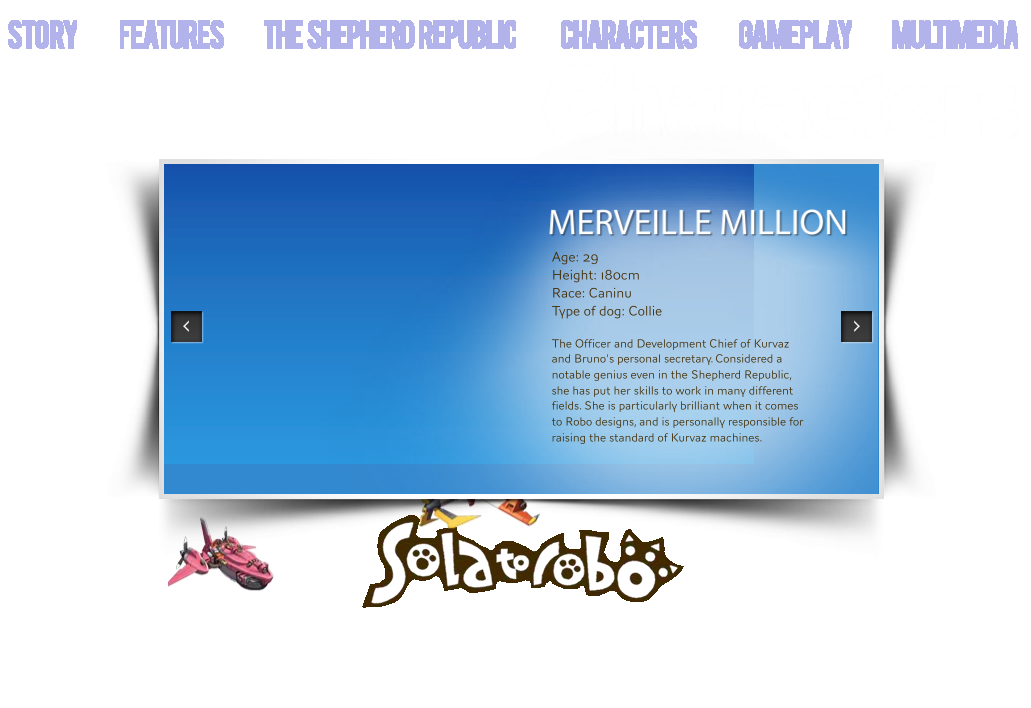 STORY FEATURES THE SHEPHERD REPUBLIC CHARACTERS GAMEPLAY MULTIMEDIA
MERVEILLE MILLION
Age: 29
Height: 180cm
Race: Caninu
Type of dog: Collie
The Officer and Development Chief of Kurvaz
and Bruno's personal secretary. Considered a
notable genius even in the Shepherd Republic,
she has put her skills to work in many different
fields. She is particularly brilliant when it comes
to Robo designs, and is personally responsible for
raising the standard of Kurvaz machines.
Solatorobo